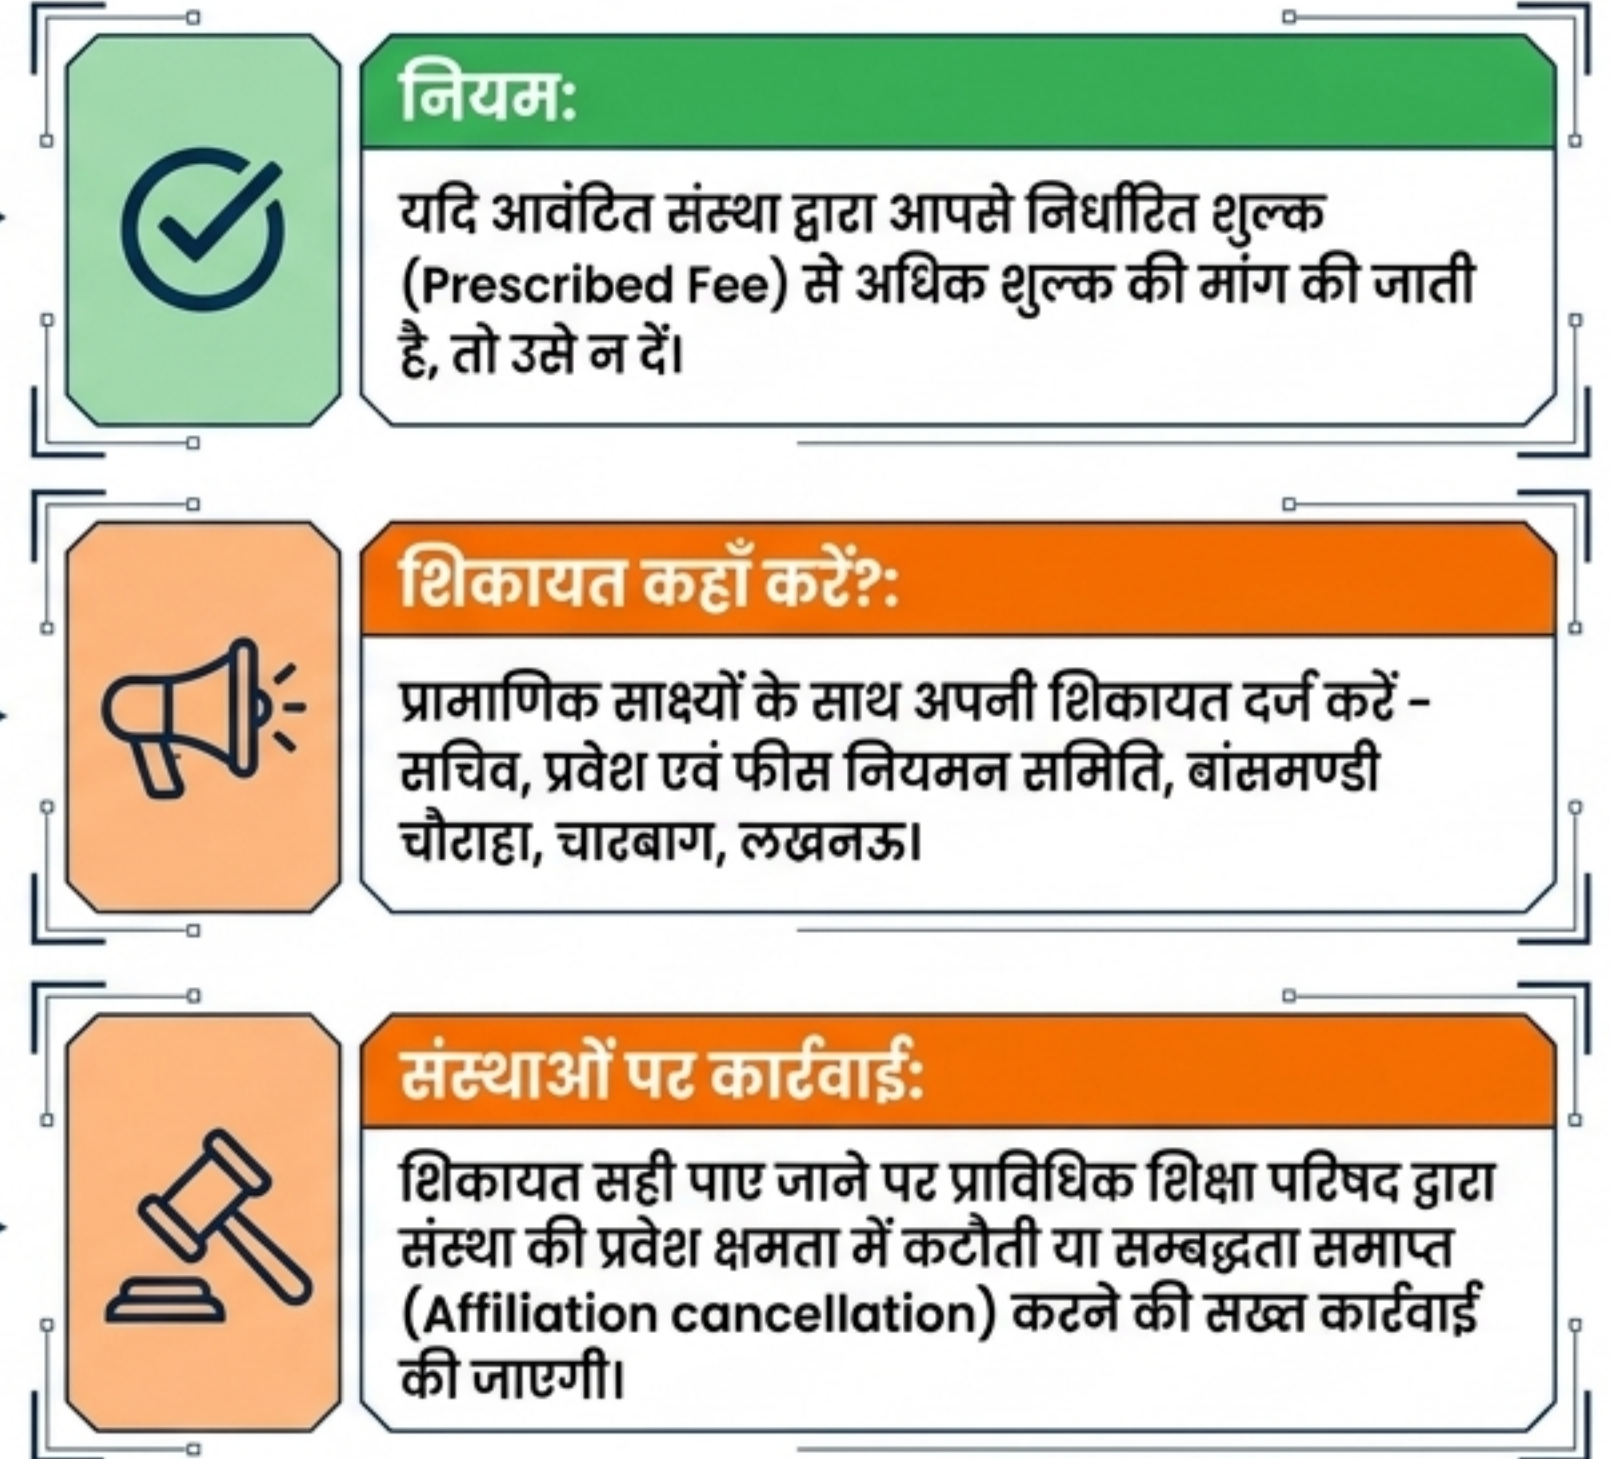 नियम:
यदि आवंटित संस्था द्वारा आपसे निर्धारित शुल्क
(Prescribed Fee) से अधिक शुल्क की मांग की जाती
है, तो उसे न दें।
शिकायत कहाँ करें?:
प्रामाणिक साक्ष्यों के साथ अपनी शिकायत दर्ज करें -
सचिव, प्रवेश एवं फीस नियमन समिति, बांसमण्डी
चौराहा, चारबाग, लखनऊ।
संस्थाओं पर कार्रवाई:
शिकायत सही पाए जाने पर प्राविधिक शिक्षा परिषद द्वारा
संस्था की प्रवेश क्षमता में कटौती या सम्बद्धता समाप्त
(Affiliation cancellation) करने की सख्त कार्रवाई
की जाएगी।